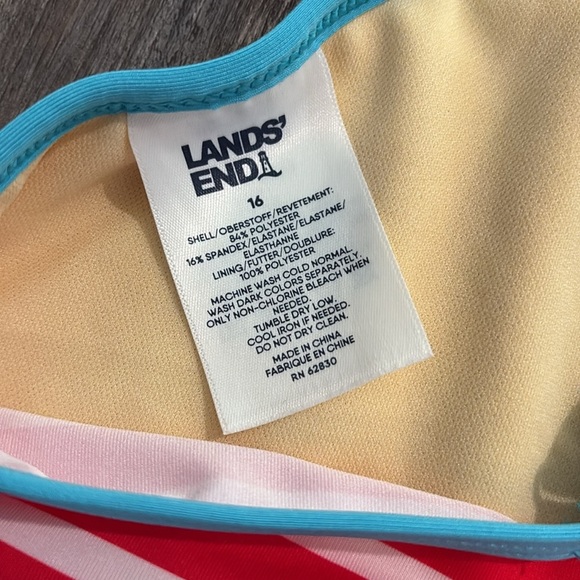 LANDS'
END
16
SHELL/OBERSTOFF/REVETEMENT:
84% POLYESTER
16% SPANDEX/ELASTANE/ELASTANE/
ELASTHANNE
LINING/FUTTER/DOUBLURE:
100% POLYESTER
MACHINE WASH COLD NORMAL.
WASH DARK COLORS SEPARATELY.
ONLY NON-CHLORINE BLEACH WHEN
NEEDED.
TUMBLE DRY LOW.
COOL IRON IF NEEDED.
DO NOT DRY CLEAN.
MADE IN CHINA
FABRIQUE EN CHINE
RN 62830